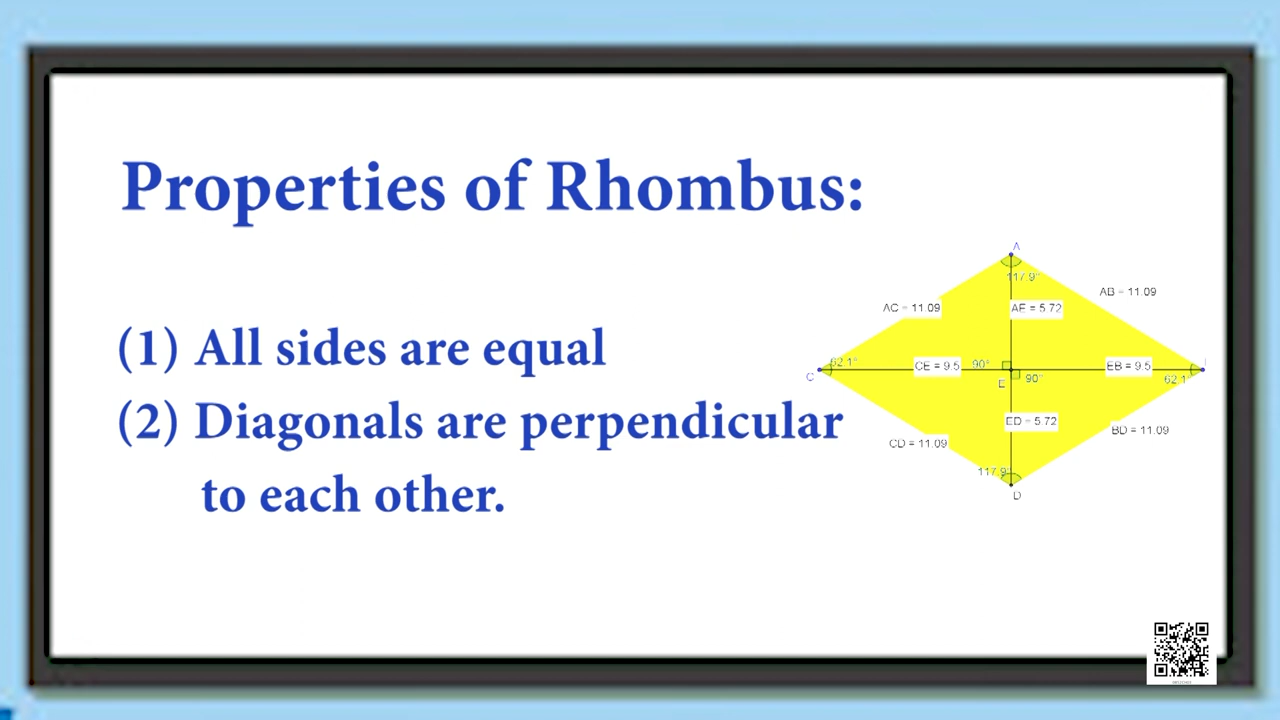 Properties of Rhombus:
(1) All sides are equal
(2) Diagonals are perpendicular
to each other.
A
117.9°
AB = 11.09
AC = 11.09
AE = 5.72
62.1°
CE = 9.5
90°
EB = 9.5
C
E
90°
62.1°
ED = 5.72
CD = 11.09
BD = 11.09
117.9°
D